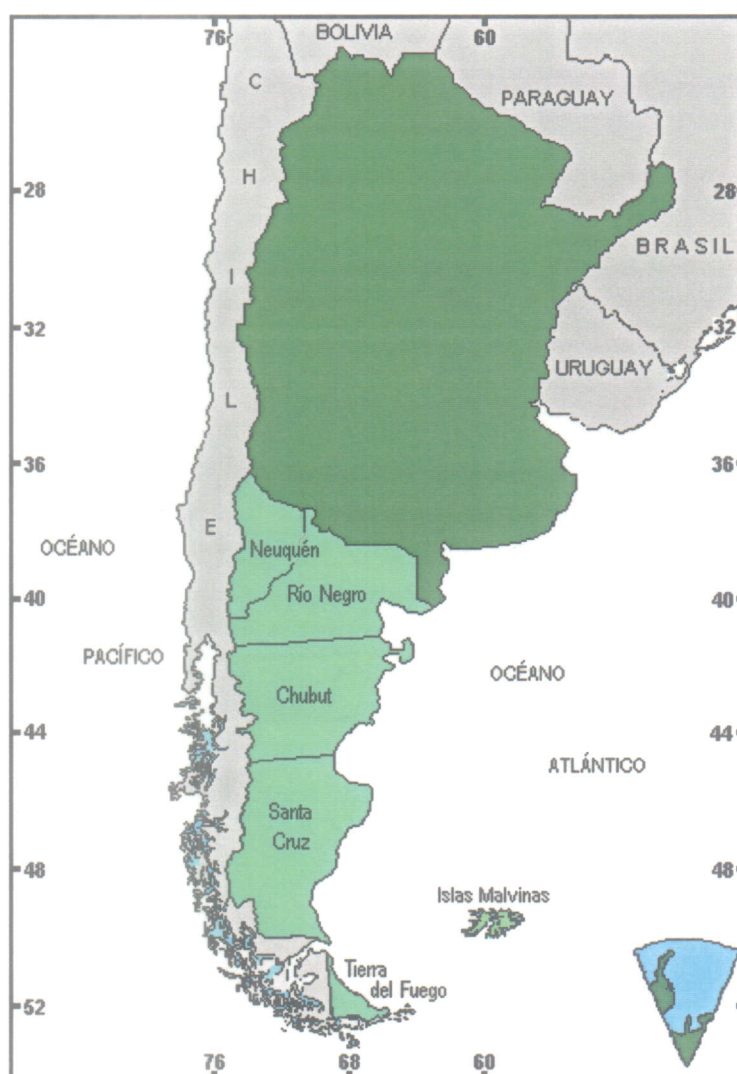 76
60
BOLIVIA
C
PARAGUAY
H
28
28
BRASIL
I
32
32
URUGUAY
L
36
36
E
OCÉANO
Neuquén
Río Negro
40
40
PACÍFICO
OCÉANO
Chubut
44
44
ATLÁNTICO
Santa
Cruz
48
48
Islas Malvinas
Tierra
del Fuego
52
52
76
68
60